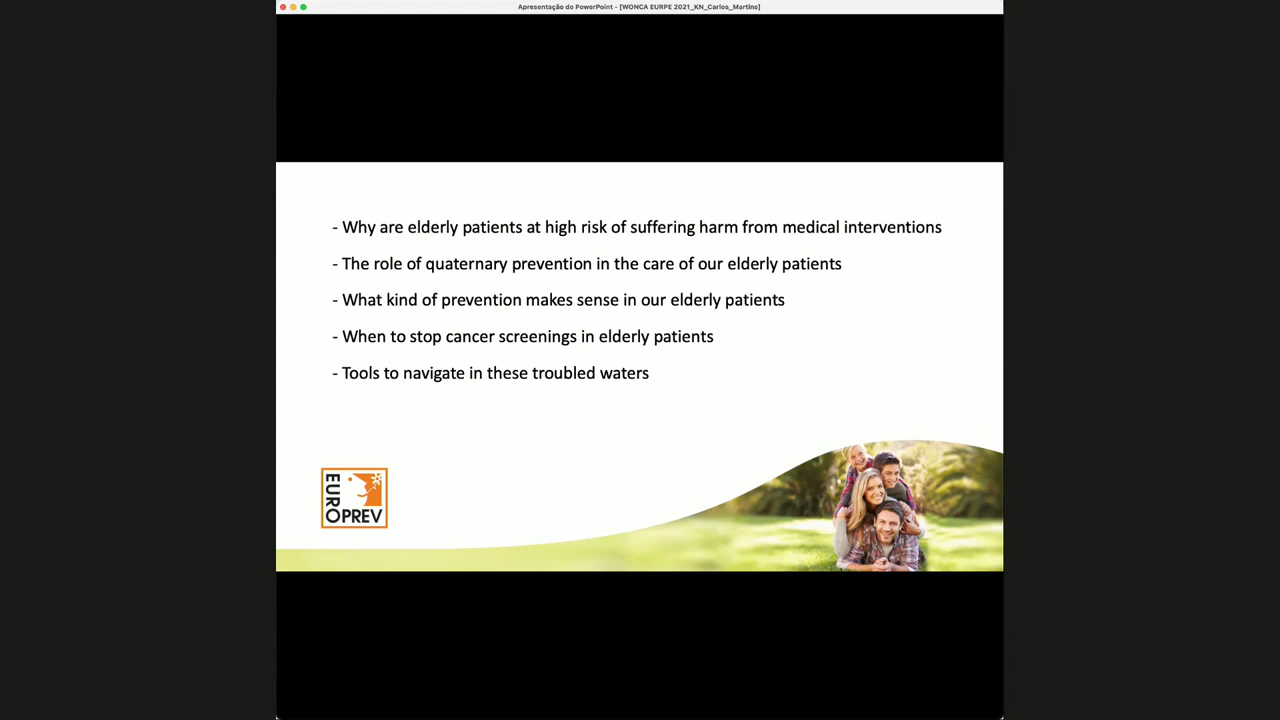 Apresentação do PowerPoint - [WONCA EURPE 2021_KN_Carlos_Martins]
- Why are elderly patients at high risk of suffering harm from medical interventions
- The role of quaternary prevention in the care of our elderly patients
- What kind of prevention makes sense in our elderly patients
- When to stop cancer screenings in elderly patients
- Tools to navigate in these troubled waters
EUROPREV